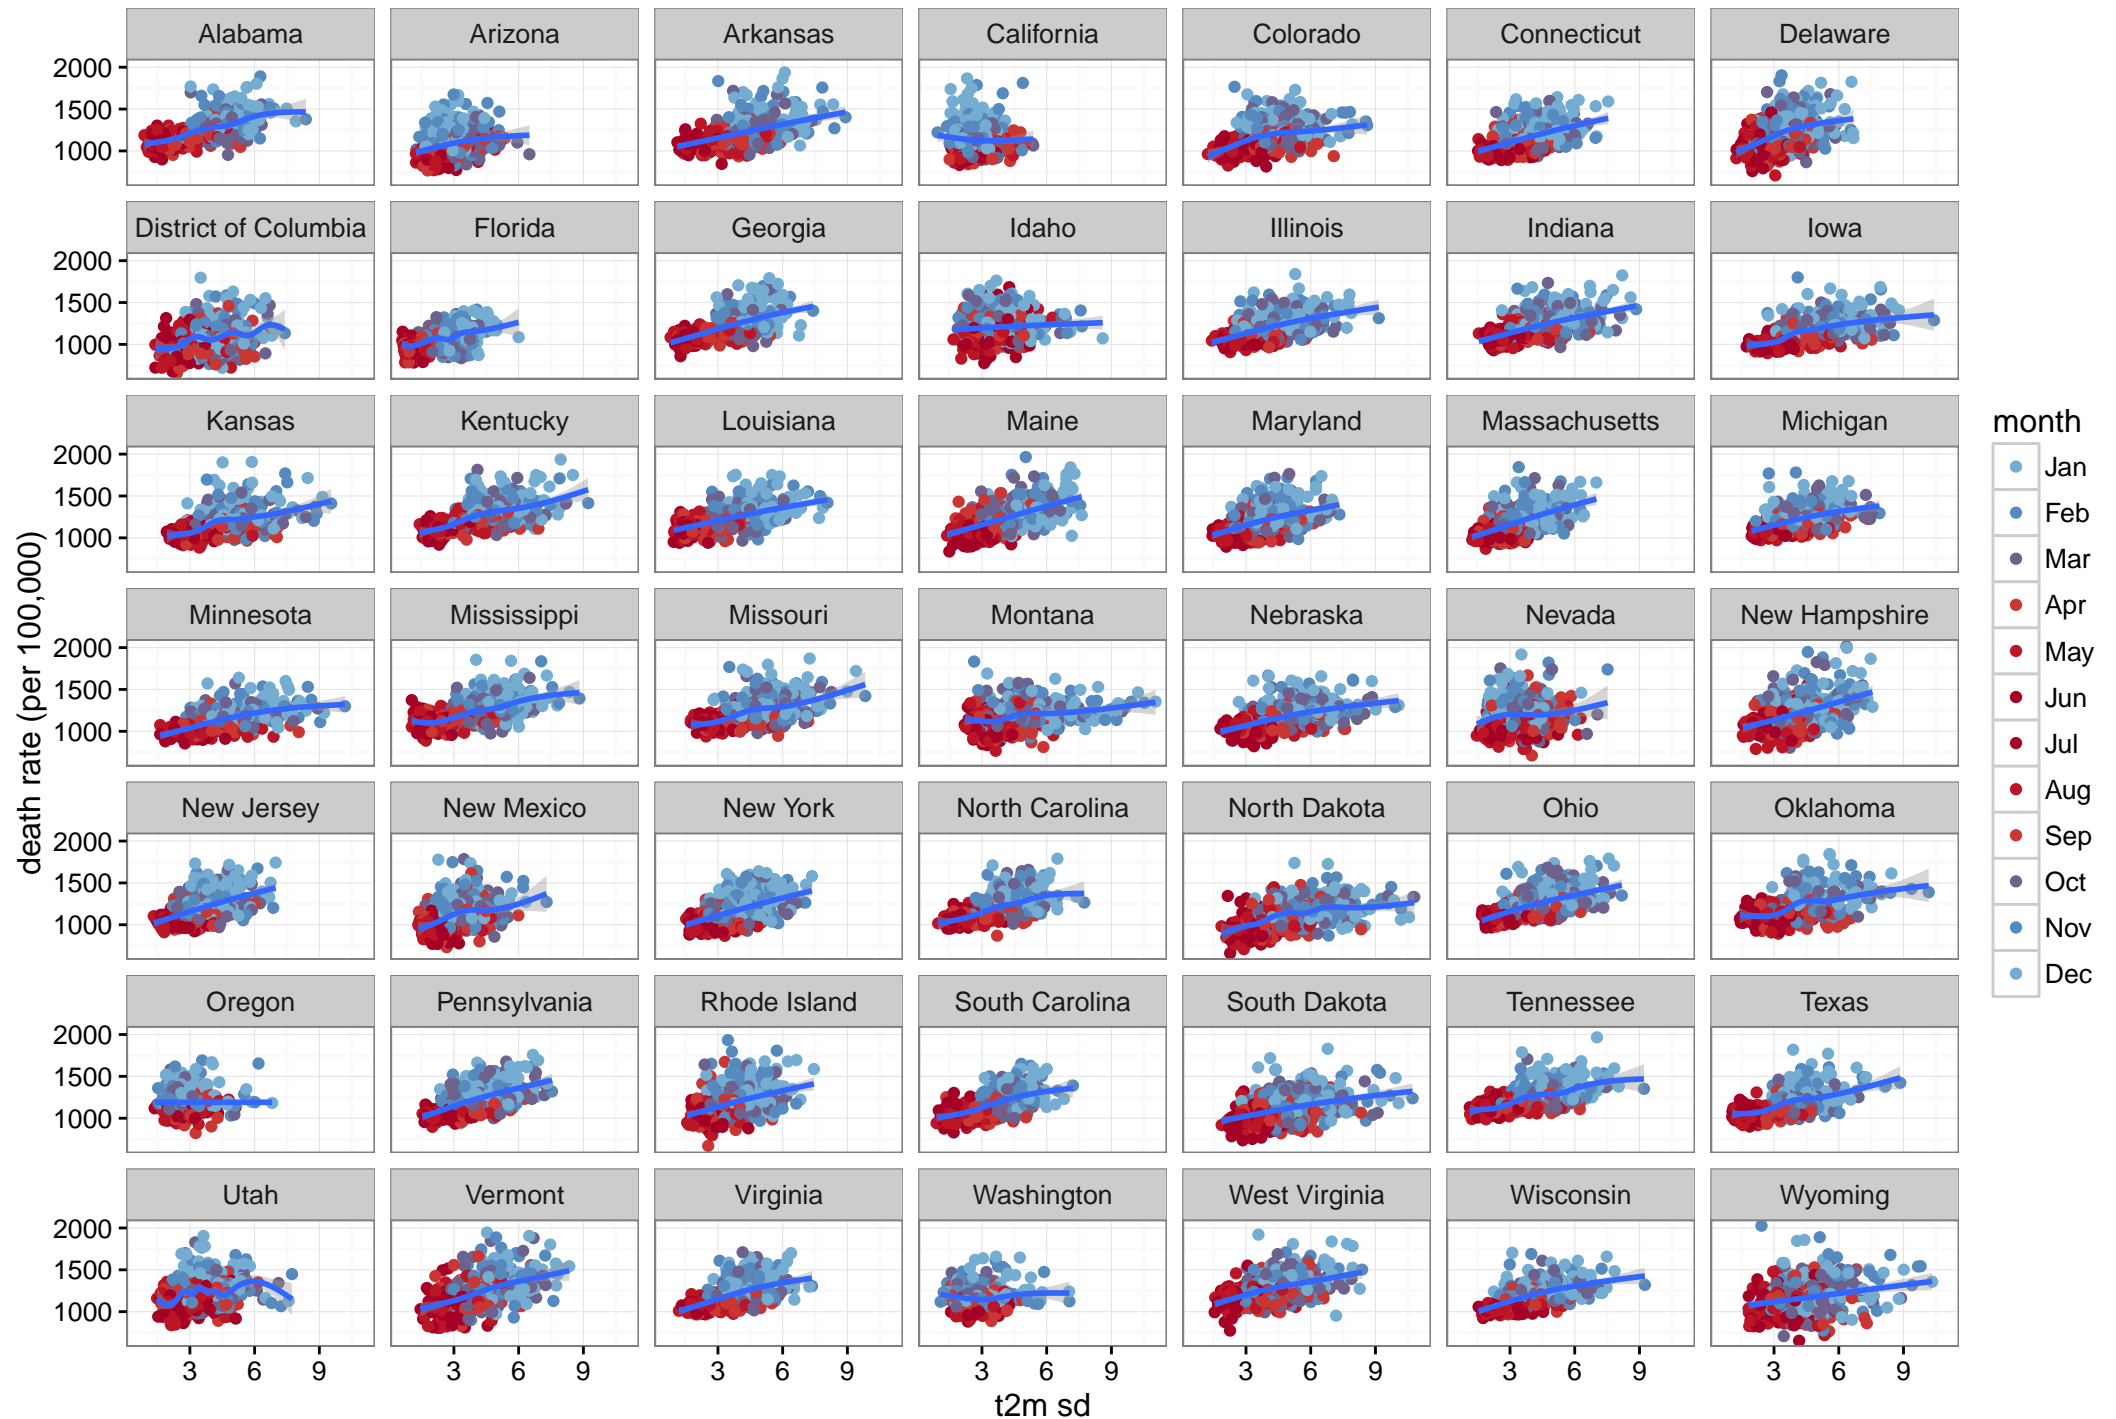 Alabama Arizona Arkansas California Colorado Connecticut Delaware
2000
1500
1000
District of Columbia Florida Georgia Idaho Illinois Indiana Iowa
2000
1500
1000
Kansas Kentucky Louisiana Maine Maryland Massachusetts Michigan
2000
1500
1000
Minnesota Mississippi Missouri Montana Nebraska Nevada New Hampshire
2000
1500
1000
New Jersey New Mexico New York North Carolina North Dakota Ohio Oklahoma
2000
1500
1000
Oregon Pennsylvania Rhode Island South Carolina South Dakota Tennessee Texas
2000
1500
1000
Utah Vermont Virginia Washington West Virginia Wisconsin Wyoming
2000
1500
1000
3 6 9 3 6 9 3 6 9 3 6 9 3 6 9 3 6 9 3 6 9
t2m sd
death rate (per 100,000)
month
Jan
Feb
Mar
Apr
May
Jun
Jul
Aug
Sep
Oct
Nov
Dec